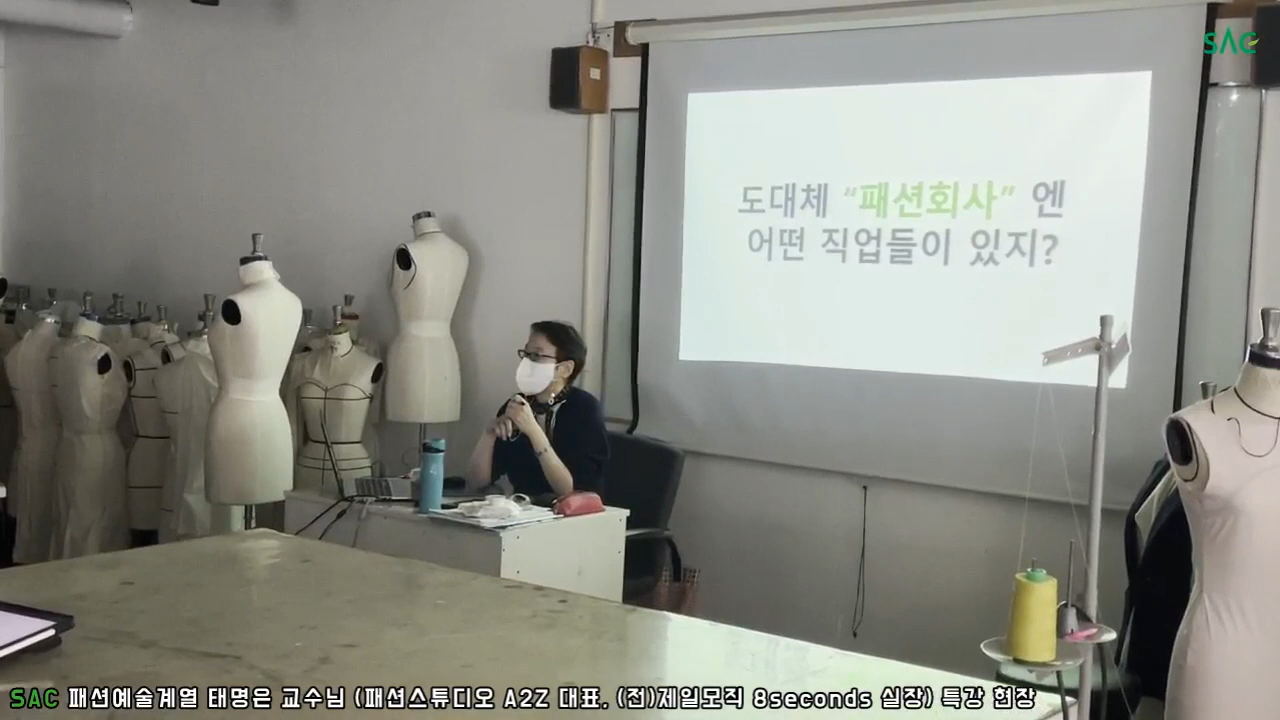 SAC
도대체 “패션회사” 엔
어떤 직업들이 있지?
SAC 패션예술계열 태명은 교수님 (패션스튜디오 A2Z 대표, (전)제일모직 8seconds 실장) 특강 현장